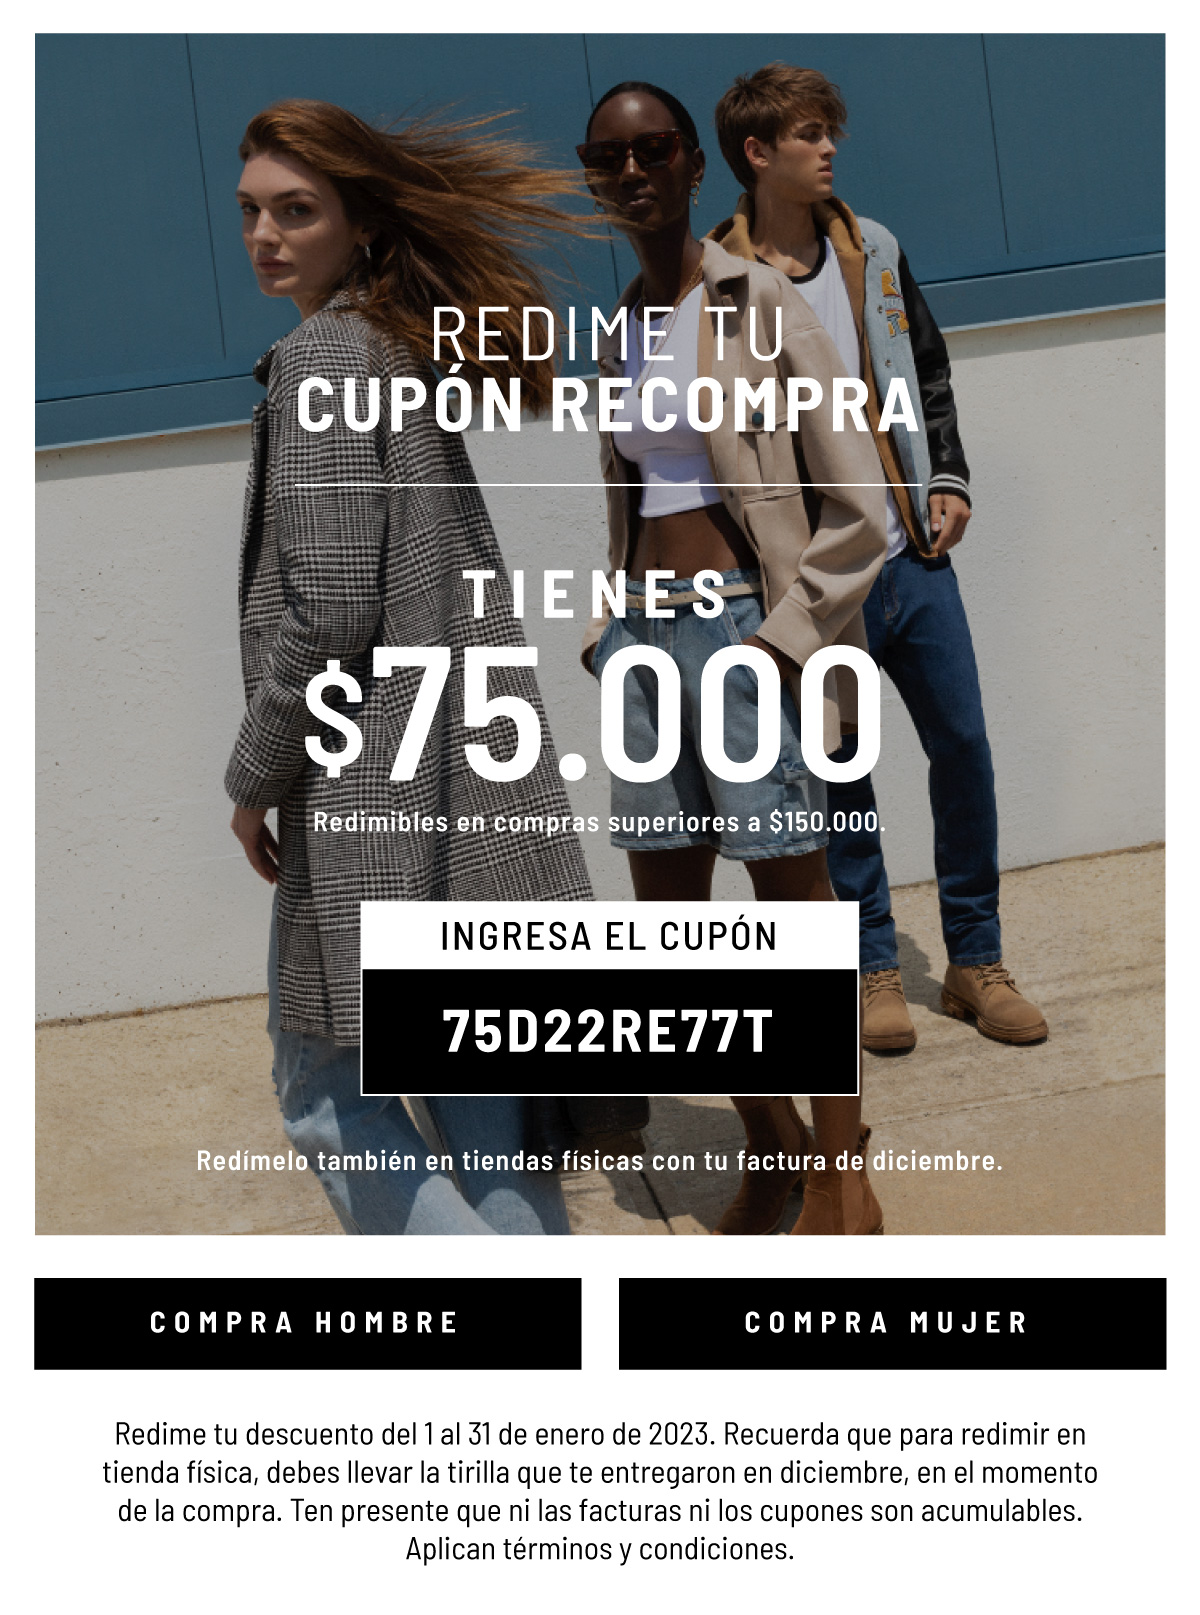 REDIME TU
CUPÓN RECOMPRA
TIENES
$75.000
Redimibles en compras superiores a $150.000.
INGRESA EL CUPÓN
75D22RE77T
Redímelo también en tiendas físicas con tu factura de diciembre.
COMPRA HOMBRE
COMPRA MUJER
Redime tu descuento del 1 al 31 de enero de 2023. Recuerda que para redimir en
tienda física, debes llevar la tirilla que te entregaron en diciembre, en el momento
de la compra. Ten presente que ni las facturas ni los cupones son acumulables.
Aplican términos y condiciones.